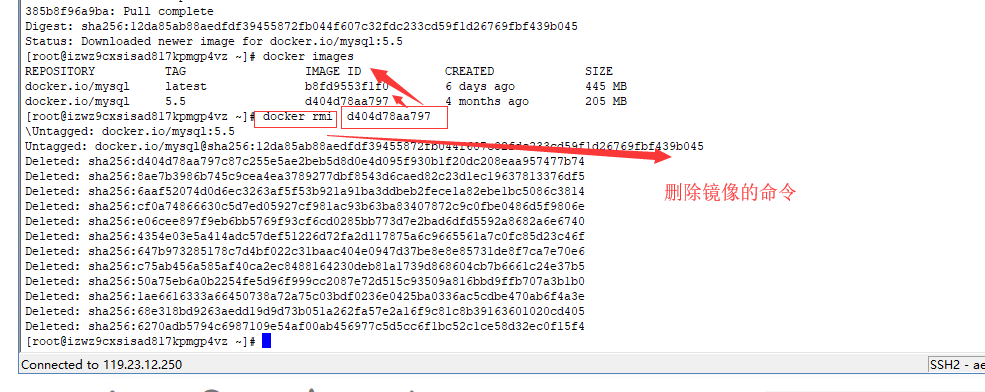 385b8f96a9ba: Pull complete
Digest: sha256:12da85ab88aedfdf39455872fb044f607c32fdc233cd59f1d26769fbf439b045
Status: Downloaded newer image for docker.io/mysql:5.5
[root@izwz9cxsisad817kpmgp4vz ~]# docker images
REPOSITORY TAG IMAGE ID CREATED SIZE
docker.io/mysql latest b8fd9553f1f0 6 days ago 445 MB
docker.io/mysql 5.5 d404d78aa797 4 months ago 205 MB
[root@izwz9cxsisad817kpmgp4vz ~]# docker rmi d404d78aa797
\Untagged: docker.io/mysql:5.5
Untagged: docker.io/mysql@sha256:12da85ab88aedfdf39455872fb044f607c32fdc233cd59f1d26769fbf439b045
Deleted: sha256:d404d78aa797c87c255e5ae2beb5d8d0e4d095f930b1f20dc208eaa957477b74
Deleted: sha256:8ae7b3986b745c9cea4ea3789277dbf8543d6caed82c23d1ec19637813376df5
Deleted: sha256:6aaf52074d0d6ec3263af5f53b921a91ba3ddbeb2fece1a82ebe1bc5086c3814
Deleted: sha256:cf0a74866630c5d7ed05927cf981ac93b63ba83407872c9c0fbe0486d5f9806e
Deleted: sha256:e06cee897f9eb6bb5769f93cf6cd0285bb773d7e2bad6dfd5592a8682a6e6740
Deleted: sha256:4354e03e5a414adc57def51226d72fa2d117875a6c9665561a7c0fc85d23c46f
Deleted: sha256:647b973285178c7d4bf022c31baac404e0947d37be8e8e85731de8f7ca7e70e6
Deleted: sha256:c75ab456a585af40ca2ec8488164230deb81a1739d868604cb7b6661c24e37b5
Deleted: sha256:50a75eb6a0b2254fe5d96f999cc2087e72d515c93509a816bbd9ffb707a3b1b0
Deleted: sha256:1ae6616333a66450738a72a75c03bdf0236e0425ba0336ac5cdbe470ab6f4a3e
Deleted: sha256:68e318bd9263aedd19d9d73b051a262fa57e2a16f9c81c8b39163601020cd405
Deleted: sha256:6270adb5794c6987109e54af00ab456977c5d5cc6f1bc52c1ce58d32ec0f15f4
[root@izwz9cxsisad817kpmgp4vz ~]#
删除镜像的命令
Connected to 119.23.12.250 SSH2 - ae